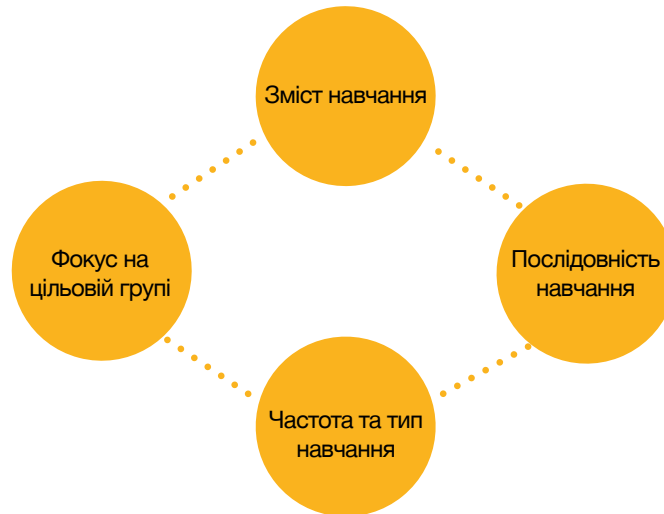 Зміст навчання
Фокус на
цільовій групі
Послідовність
навчання
Частота та тип
навчання